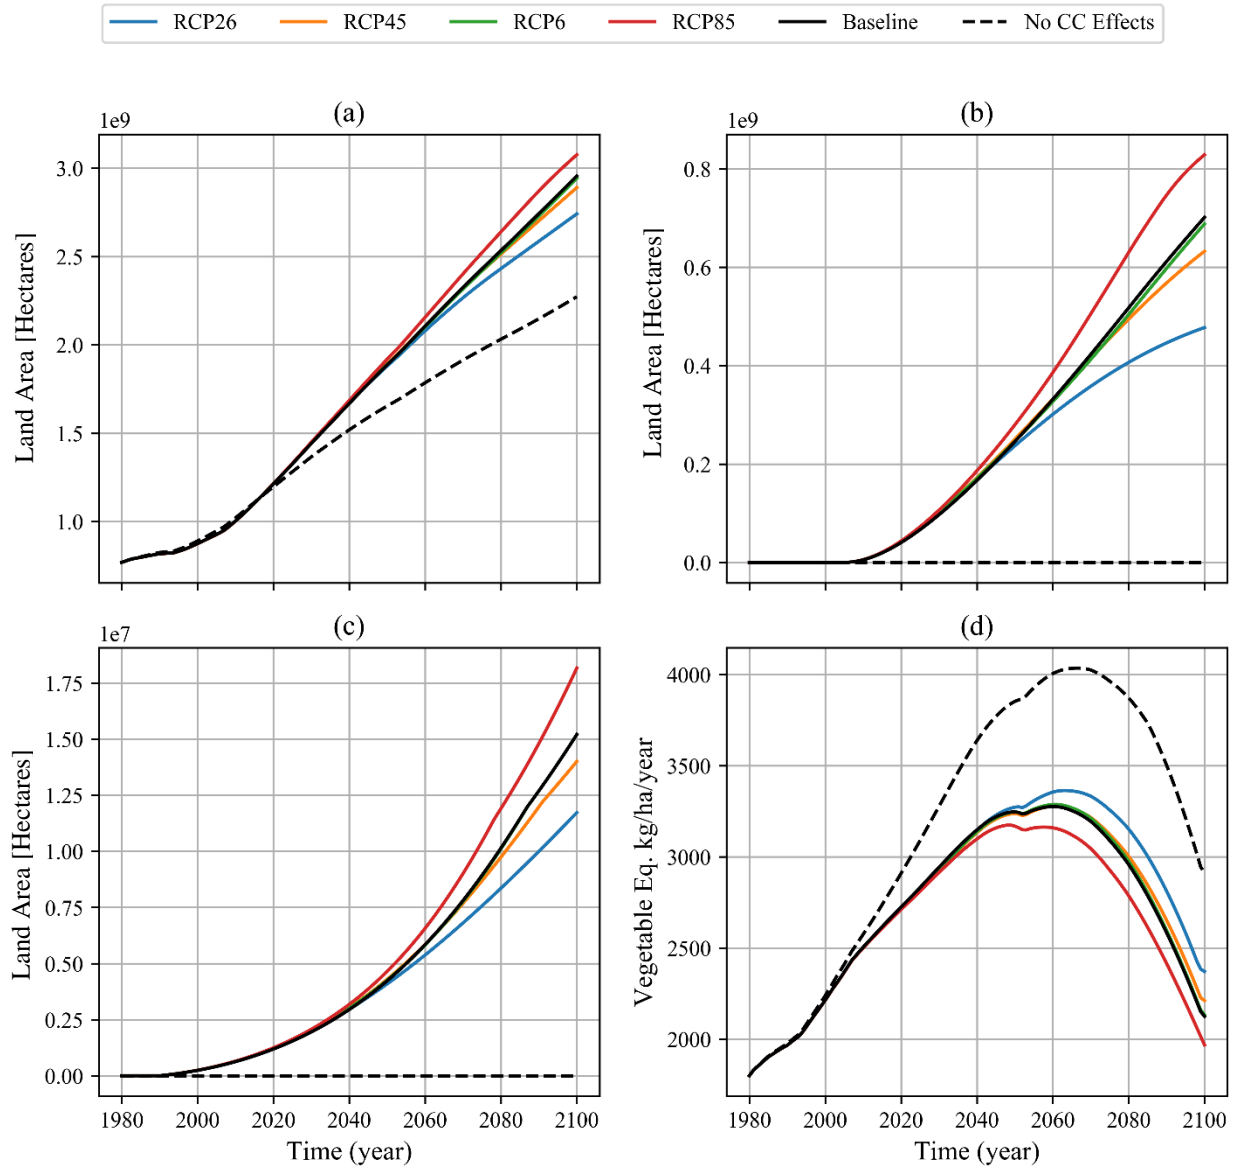 RCP26 RCP45 RCP6 RCP85 Baseline No CC Effects
(a)
1e9
3.0
2.5
2.0
1.5
1.0
Land Area [Hectares]
(b)
1e9
0.8
0.6
0.4
0.2
0.0
Land Area [Hectares]
(c)
1e7
1.75
1.50
1.25
1.00
0.75
0.50
0.25
0.00
Land Area [Hectares]
1980 2000 2020 2040 2060 2080 2100
Time (year)
(d)
4000
3500
3000
2500
2000
Vegetable Eq. kg/ha/year
1980 2000 2020 2040 2060 2080 2100
Time (year)